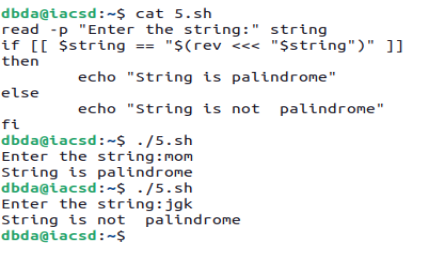 dbda@iacsd:~$ cat 5.sh
read -p "Enter the string:" string
if [[ $string == "$(rev <<< "$string")" ]]
then
        echo "String is palindrome"
else
        echo "String is not  palindrome"
fi
dbda@iacsd:~$ ./5.sh
Enter the string:mom
String is palindrome
dbda@iacsd:~$ ./5.sh
Enter the string:jgk
String is not  palindrome
dbda@iacsd:~$